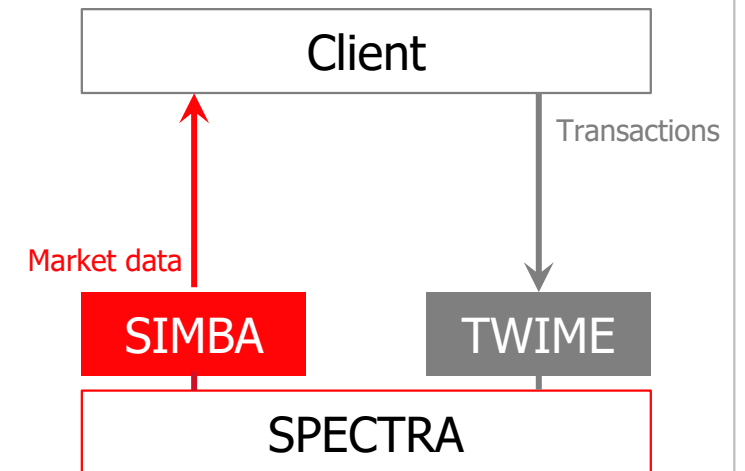 Client
Transactions
Market data
SIMBA
TWIME
SPECTRA